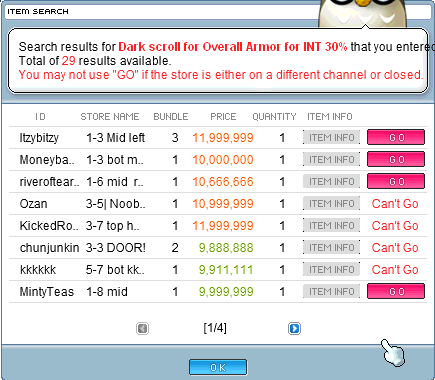 ITEM SEARCH
Search results for Dark scroll for Overall Armor for INT 30% that you entered
Total of 29 results available.
You may not use "GO" if the store is either on a different channel or closed.
ID STORE NAME BUNDLE PRICE QUANTITY ITEM INFO
Itzybitzy 1-3 Mid left 3 11,999,999 1 ITEM INFO GO
Moneyba.. 1-3 bot m.. 1 10,000,000 1 ITEM INFO GO
riveroftear.. 1-6 mid r.. 1 10,666,666 1 ITEM INFO GO
Ozan 3-5| Noob.. 1 10,999,999 1 ITEM INFO Can't Go
KickedRo.. 3-7 top h.. 1 11,999,999 1 ITEM INFO Can't Go
chunjunkin 3-3 DOOR! 2 9,888,888 1 ITEM INFO Can't Go
kkkkkk 5-7 bot kk.. 1 9,911,111 1 ITEM INFO Can't Go
MintyTeas 1-8 mid 1 9,999,999 1 ITEM INFO GO
[1/4]
OK